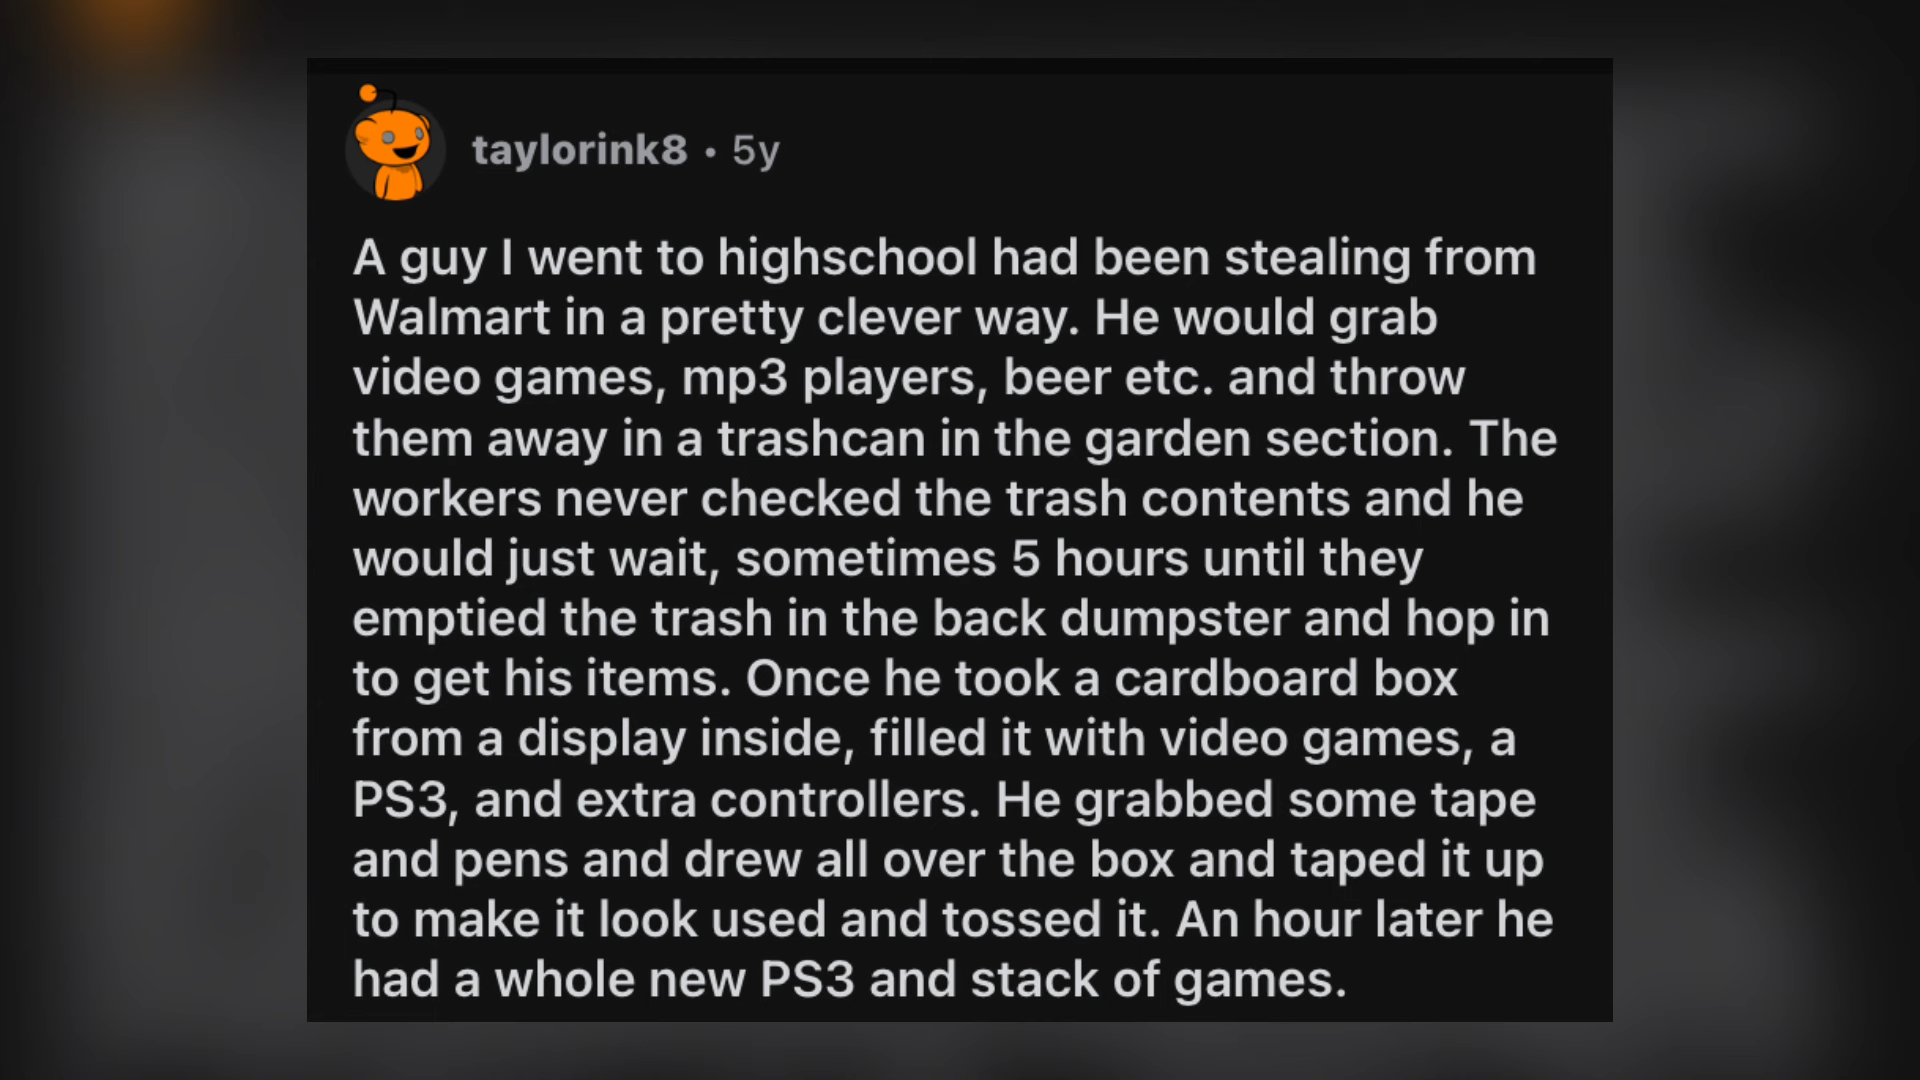 taylorink8 • 5y
A guy I went to highschool had been stealing from
Walmart in a pretty clever way. He would grab
video games, mp3 players, beer etc. and throw
them away in a trashcan in the garden section. The
workers never checked the trash contents and he
would just wait, sometimes 5 hours until they
emptied the trash in the back dumpster and hop in
to get his items. Once he took a cardboard box
from a display inside, filled it with video games, a
PS3, and extra controllers. He grabbed some tape
and pens and drew all over the box and taped it up
to make it look used and tossed it. An hour later he
had a whole new PS3 and stack of games.